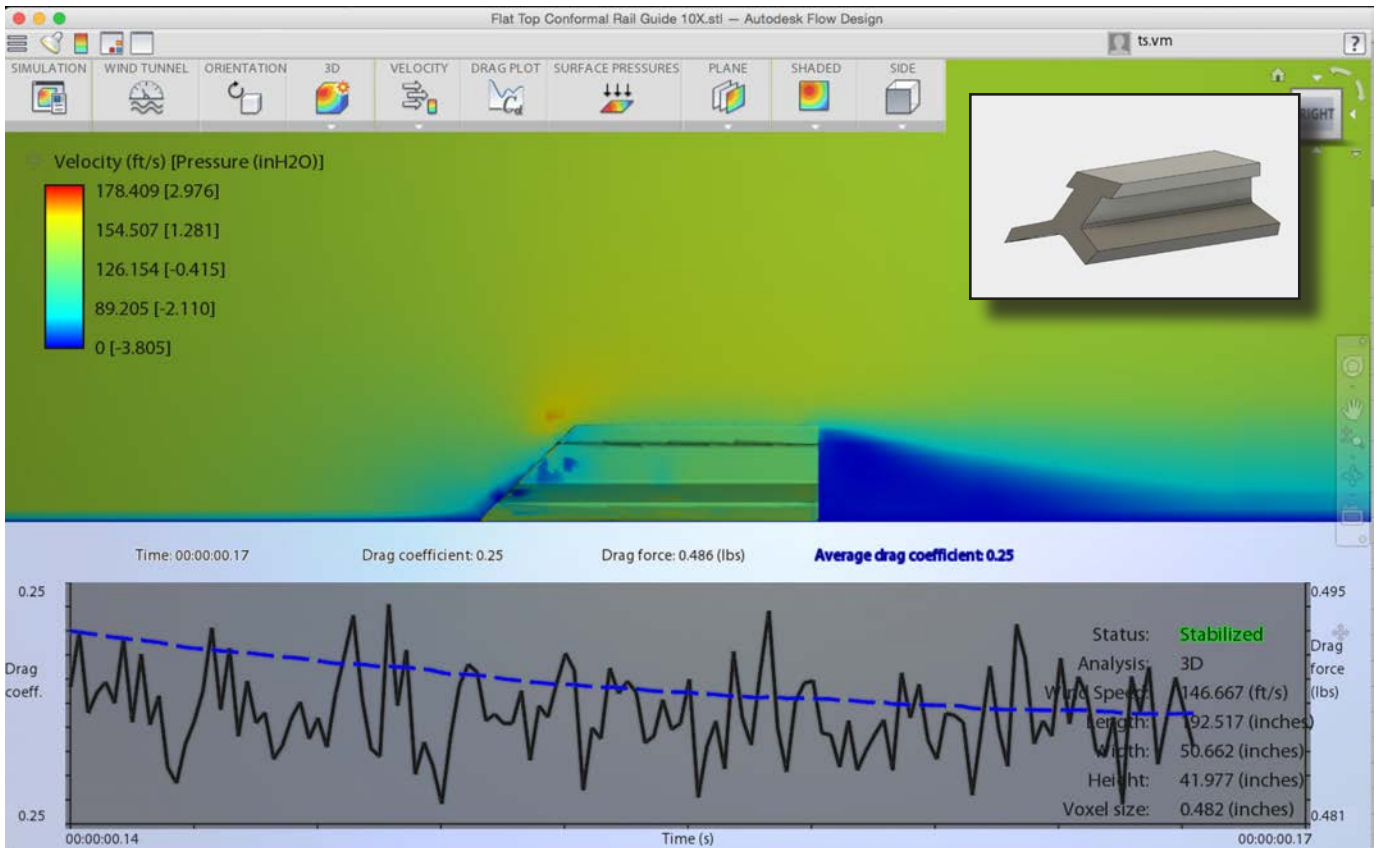 Flat Top Conformal Rail Guide 10X.stl — Autodesk Flow Design
ts.vm
?
SIMULATION WIND TUNNEL ORIENTATION 3D VELOCITY DRAG PLOT SURFACE PRESSURES PLANE SHADED SIDE
Cd
RIGHT
Velocity (ft/s) [Pressure (inH2O)]
178.409 [2.976]
154.507 [1.281]
126.154 [-0.415]
89.205 [-2.110]
0 [-3.805]
Time: 00:00:00.17 Drag coefficient: 0.25 Drag force: 0.486 (lbs) Average drag coefficient: 0.25
0.25
Drag
coeff.
0.25
0.495
Drag
force
(lbs)
0.481
Status: Stabilized
Analysis: 3D
Wind Speed: 146.667 (ft/s)
Length: 192.517 (inches)
Width: 50.662 (inches)
Height: 41.977 (inches)
Voxel size: 0.482 (inches)
00:00:00.14 Time (s) 00:00:00.17